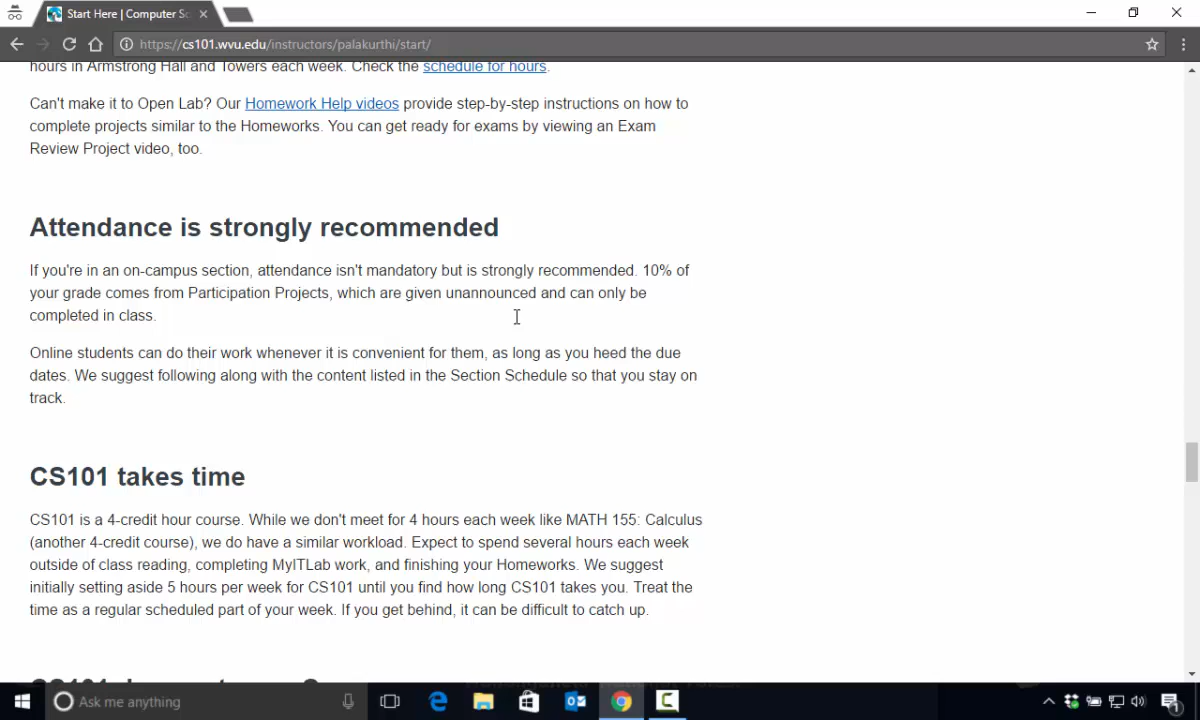 Start Here | Computer Sc
https://cs101.wvu.edu/instructors/palakurthi/start/
hours in Armstrong Hall and Towers each week. Check the schedule for hours.
Can't make it to Open Lab? Our Homework Help videos provide step-by-step instructions on how to
complete projects similar to the Homeworks. You can get ready for exams by viewing an Exam
Review Project video, too.
Attendance is strongly recommended
If you're in an on-campus section, attendance isn't mandatory but is strongly recommended. 10% of
your grade comes from Participation Projects, which are given unannounced and can only be
completed in class.
Online students can do their work whenever it is convenient for them, as long as you heed the due
dates. We suggest following along with the content listed in the Section Schedule so that you stay on
track.
CS101 takes time
CS101 is a 4-credit hour course. While we don't meet for 4 hours each week like MATH 155: Calculus
(another 4-credit course), we do have a similar workload. Expect to spend several hours each week
outside of class reading, completing MyITLab work, and finishing your Homeworks. We suggest
initially setting aside 5 hours per week for CS101 until you find how long CS101 takes you. Treat the
time as a regular scheduled part of your week. If you get behind, it can be difficult to catch up.
Ask me anything
1